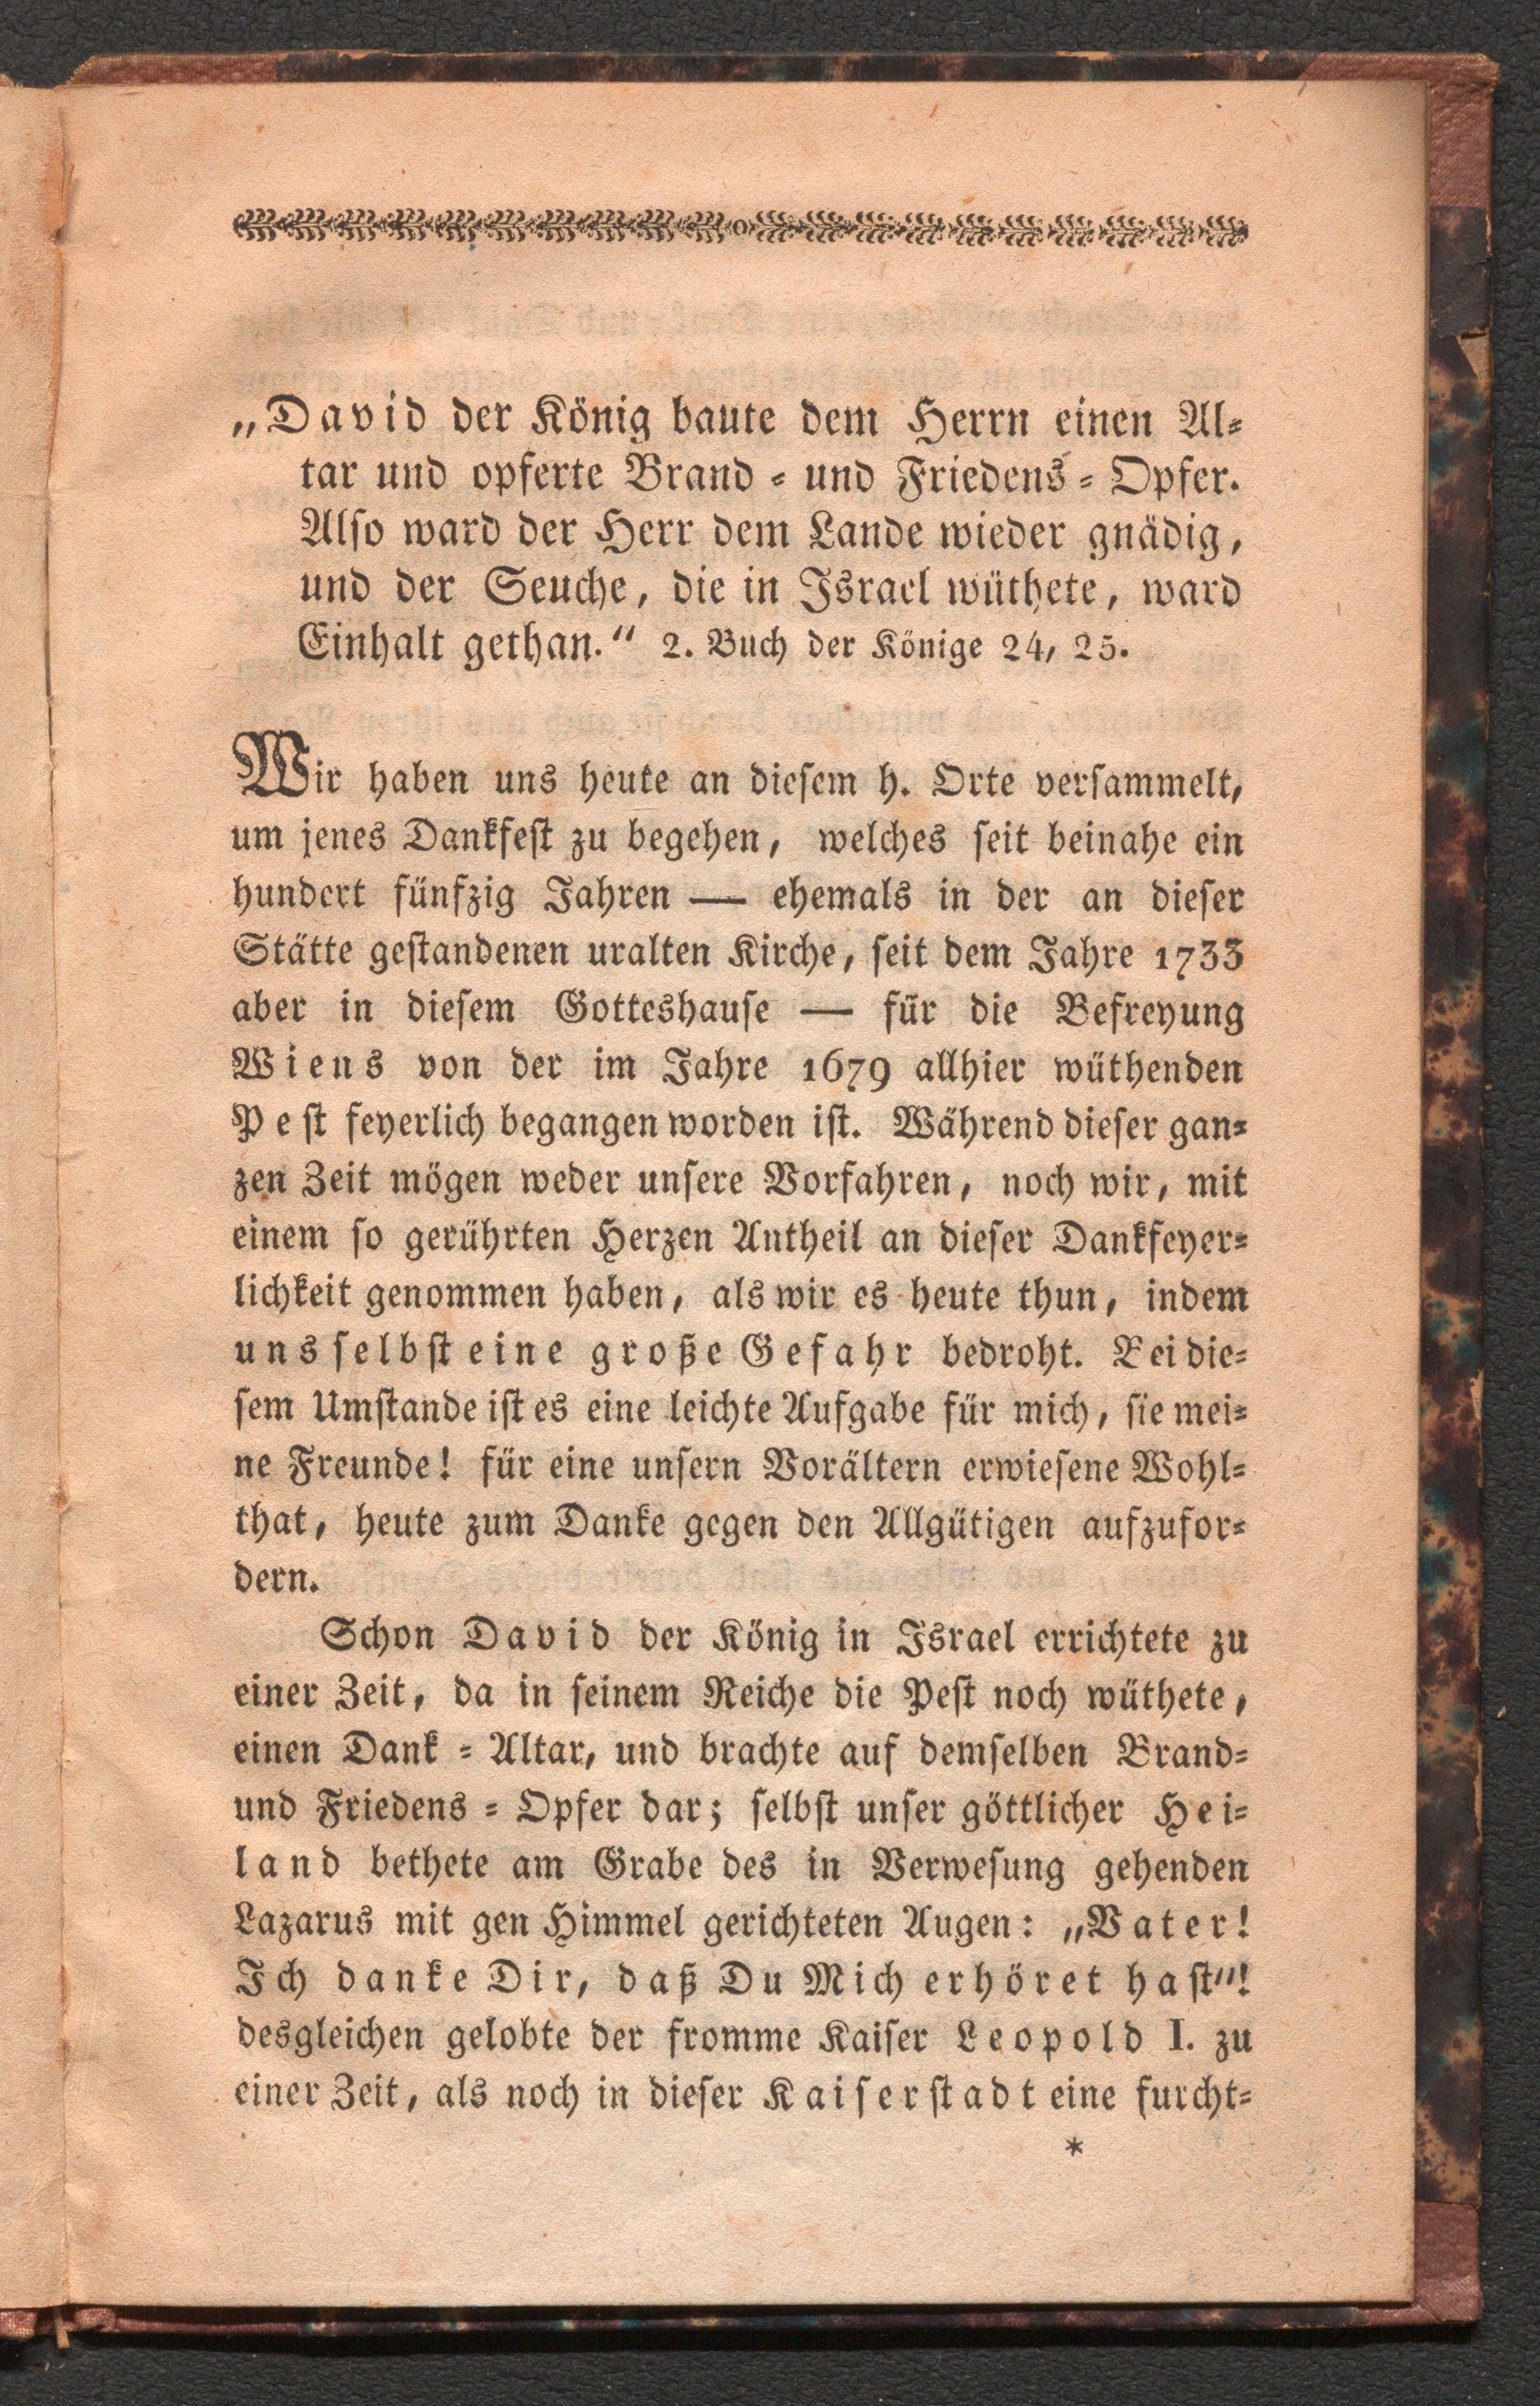 „David der König baute dem Herrn einen Al-
tar und opferte Brand - und Friedens - Opfer.
Also ward der Herr dem Lande wieder gnädig,
und der Seuche, die in Israel wüthete, ward
Einhalt gethan.“ 2. Buch der Könige 24, 25.
Wir haben uns heute an diesem h. Orte versammelt,
um jenes Dankfest zu begehen, welches seit beinahe ein
hundert fünfzig Jahren — ehemals in der an dieser
Stätte gestandenen uralten Kirche, seit dem Jahre 1733
aber in diesem Gotteshause — für die Befreyung
Wiens von der im Jahre 1679 allhier wüthenden
Pest feyerlich begangen worden ist. Während dieser gan-
zen Zeit mögen weder unsere Vorfahren, noch wir, mit
einem so gerührten Herzen Antheil an dieser Dankfeyer-
lichkeit genommen haben, als wir es heute thun, indem
uns selbst eine große Gefahr bedroht. Bei die-
sem Umstande ist es eine leichte Aufgabe für mich, sie mei-
ne Freunde! für eine unsern Vorältern erwiesene Wohl-
that, heute zum Danke gegen den Allgütigen aufzufor-
dern.
Schon David der König in Israel errichtete zu
einer Zeit, da in seinem Reiche die Pest noch wüthete,
einen Dank - Altar, und brachte auf demselben Brand-
und Friedens - Opfer dar; selbst unser göttlicher Hei-
land bethete am Grabe des in Verwesung gehenden
Lazarus mit gen Himmel gerichteten Augen: „Vater!
Ich danke Dir, daß Du Mich erhöret hast“!
desgleichen gelobte der fromme Kaiser Leopold I. zu
einer Zeit, als noch in dieser Kaiserstadt eine furcht-
*